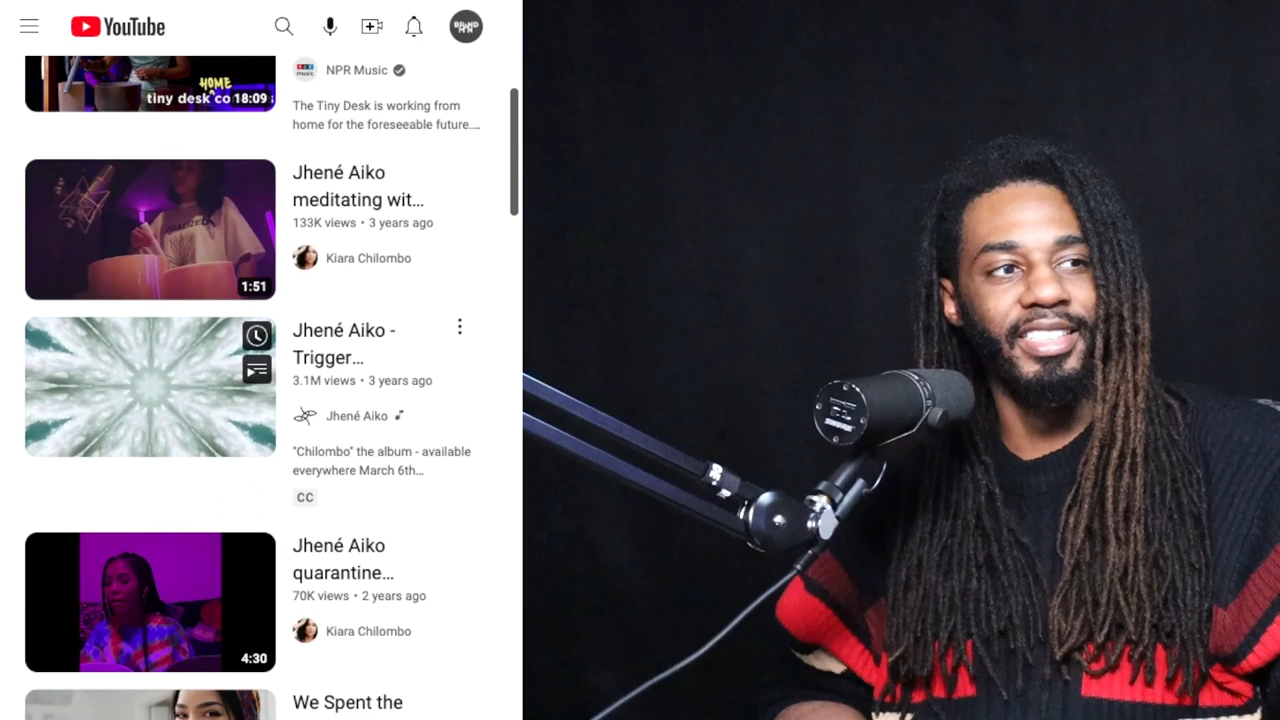 YouTube
BRAND
MAN
HOME
tiny desk co
18:09
NPR Music
The Tiny Desk is working from
home for the foreseeable future....
1:51
Jhené Aiko
meditating wit...
133K views • 3 years ago
Kiara Chilombo
Jhené Aiko -
Trigger...
3.1M views • 3 years ago
Jhené Aiko
"Chilombo" the album - available
everywhere March 6th...
CC
4:30
Jhené Aiko
quarantine...
70K views • 2 years ago
Kiara Chilombo
We Spent the